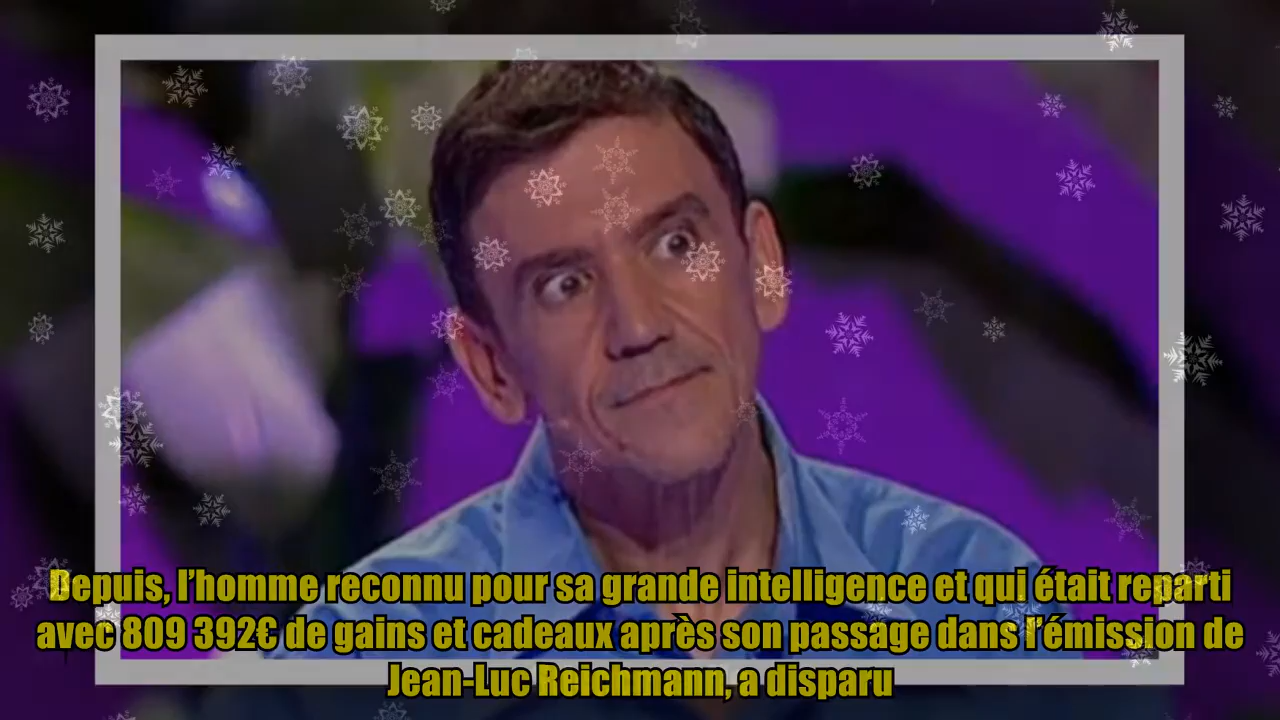 Depuis, l’homme reconnu pour sa grande intelligence et qui était reparti
avec 809 392€ de gains et cadeaux après son passage dans l’émission de
Jean-Luc Reichmann, a disparu